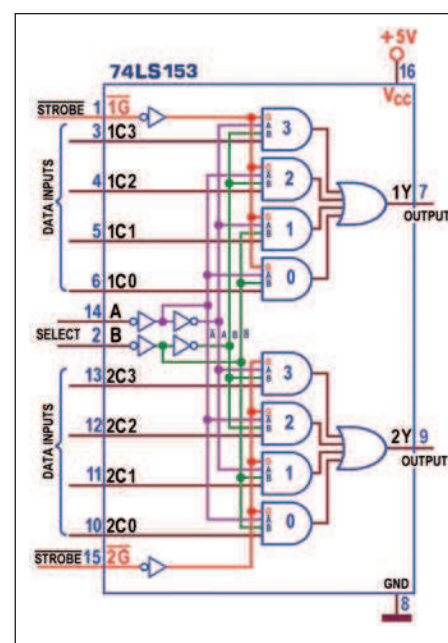 +5V
74LS153
16
VCC
STROBE
1 1G
3 1C3
G A B 3
4 1C2
G A B 2
DATA INPUTS
1Y 7
OUTPUT
5 1C1
G A B 1
6 1C0
G A B 0
14 A
SELECT
2 B
A A B B
13 2C3
G A B 3
12 2C2
G A B 2
DATA INPUTS
2Y 9
OUTPUT
11 2C1
G A B 1
10 2C0
G A B 0
STROBE 15 2G
GND
8